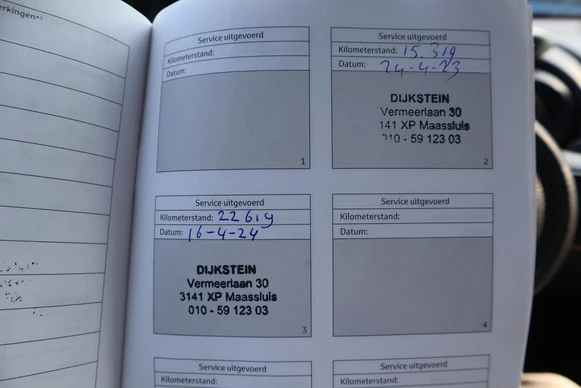 erkingen*⁾
Service uitgevoerd
Kilometerstand:
Datum:
1
Service uitgevoerd
Kilometerstand: 15.319
Datum: 24-4-23
DIJKSTEIN
Vermeerlaan 30
141 XP Maassluis
010 - 59 123 03
2
Service uitgevoerd
Kilometerstand: 22619
Datum: 16-4-24
DIJKSTEIN
Vermeerlaan 30
3141 XP Maassluis
010 - 59 123 03
3
Service uitgevoerd
Kilometerstand:
Datum:
4
Service uitgevoerd
Kilometerstand:
Service uitgevoerd
Kilometerstand: